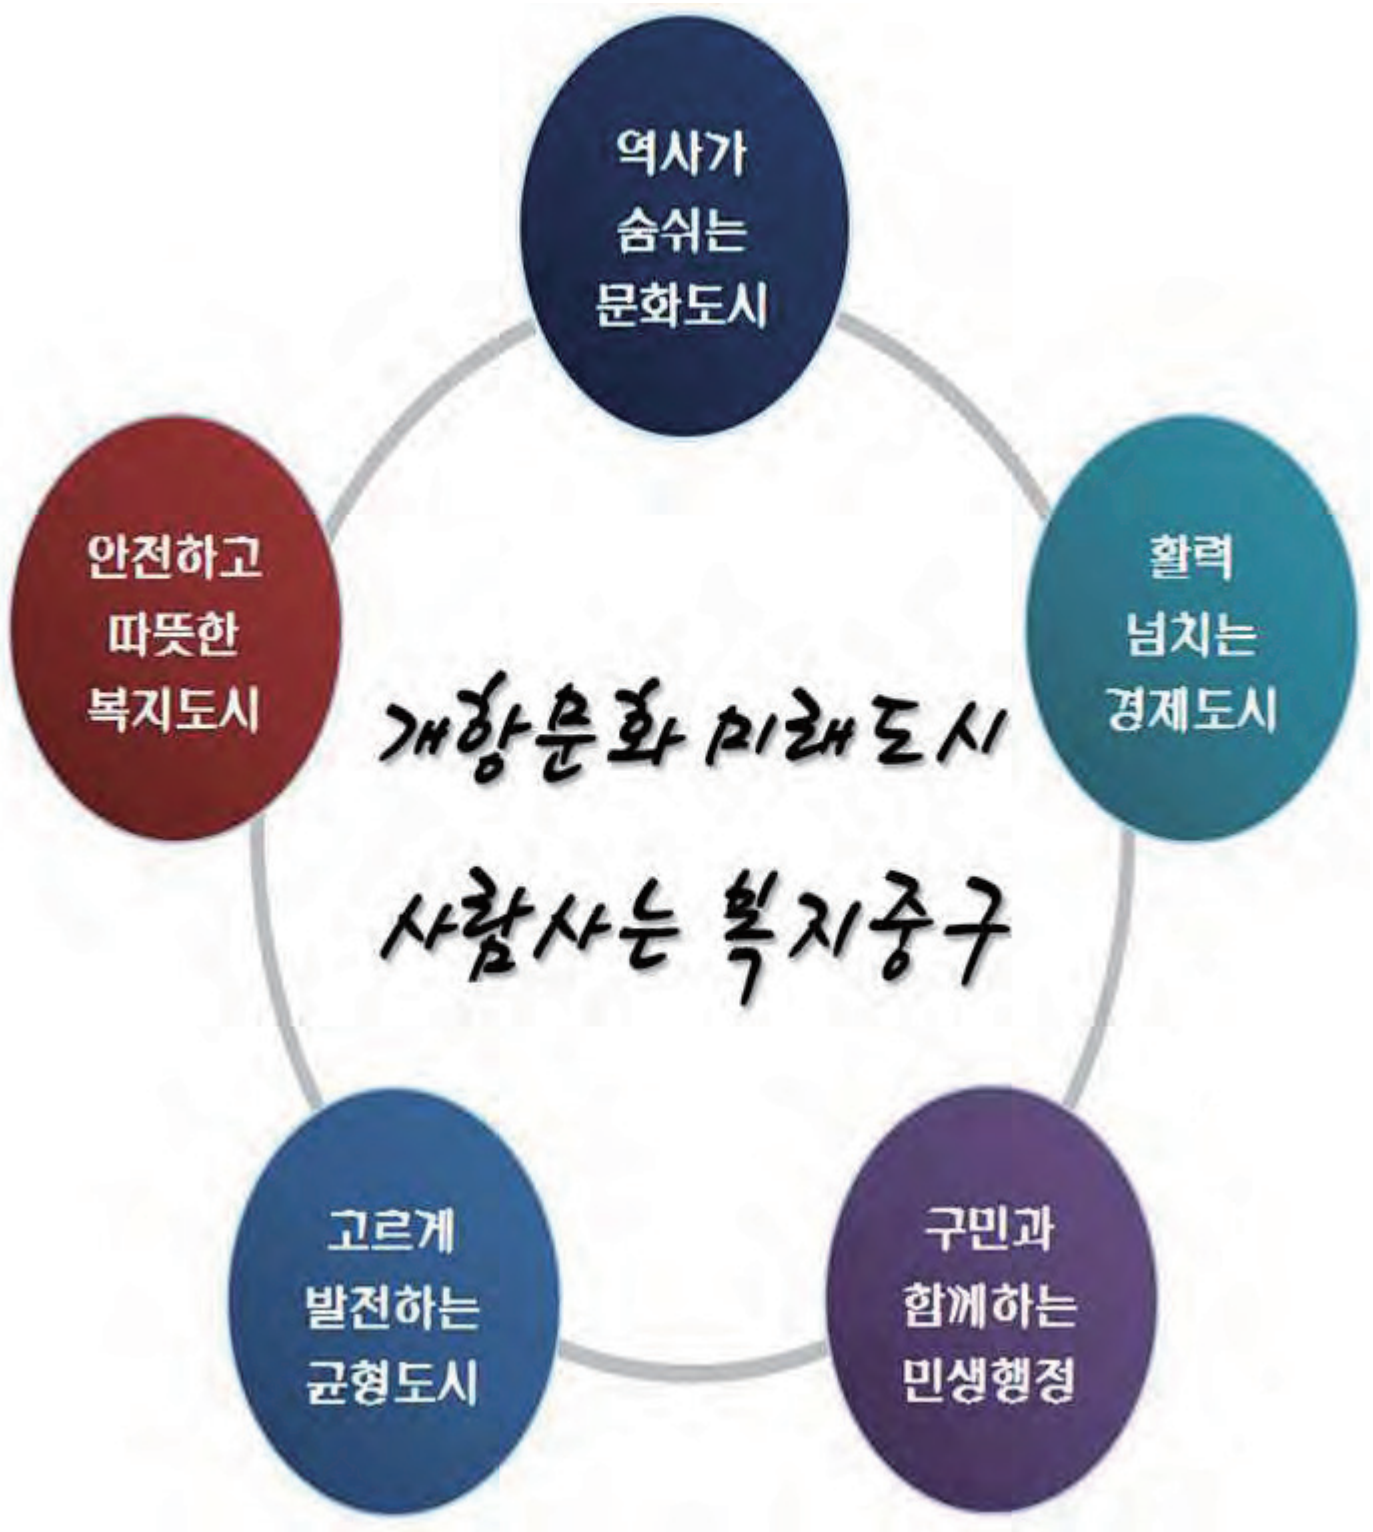 역사가
숨쉬는
문화도시
안전하고
따뜻한
복지도시
활력
넘치는
경제도시
개항문화 미래도시
사람사는 복지중구
고르게
발전하는
균형도시
구민과
함께하는
민생행정